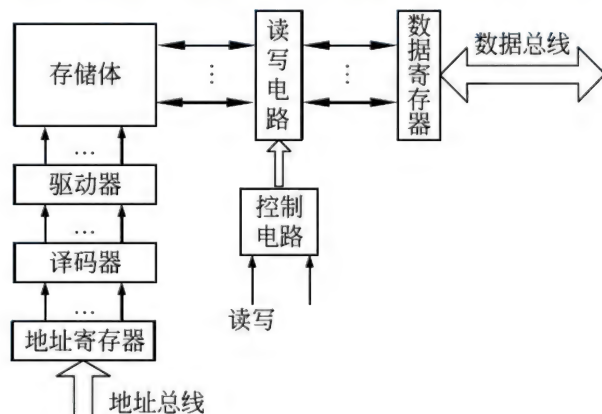 存储体
…
驱动器
…
译码器
…
地址寄存器
地址总线
读写电路
…
…
控制
电路
读写
数据寄存器
数据总线